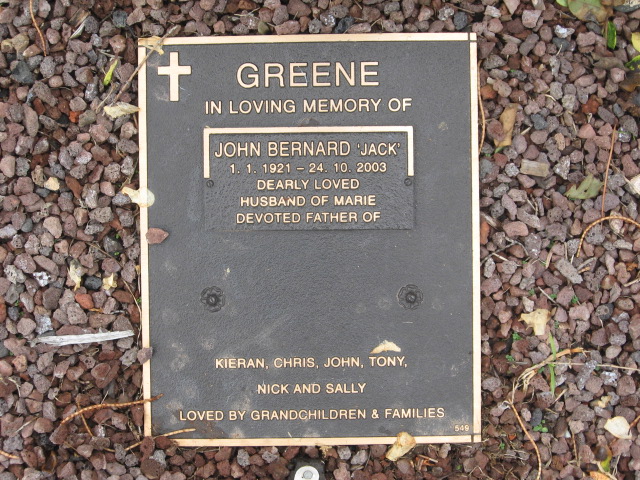 GREENE
IN LOVING MEMORY OF
JOHN BERNARD 'JACK'
1. 1. 1921 - 24. 10. 2003
DEARLY LOVED
HUSBAND OF MARIE
DEVOTED FATHER OF
KIERAN, CHRIS, JOHN, TONY,
NICK AND SALLY
LOVED BY GRANDCHILDREN & FAMILIES
549